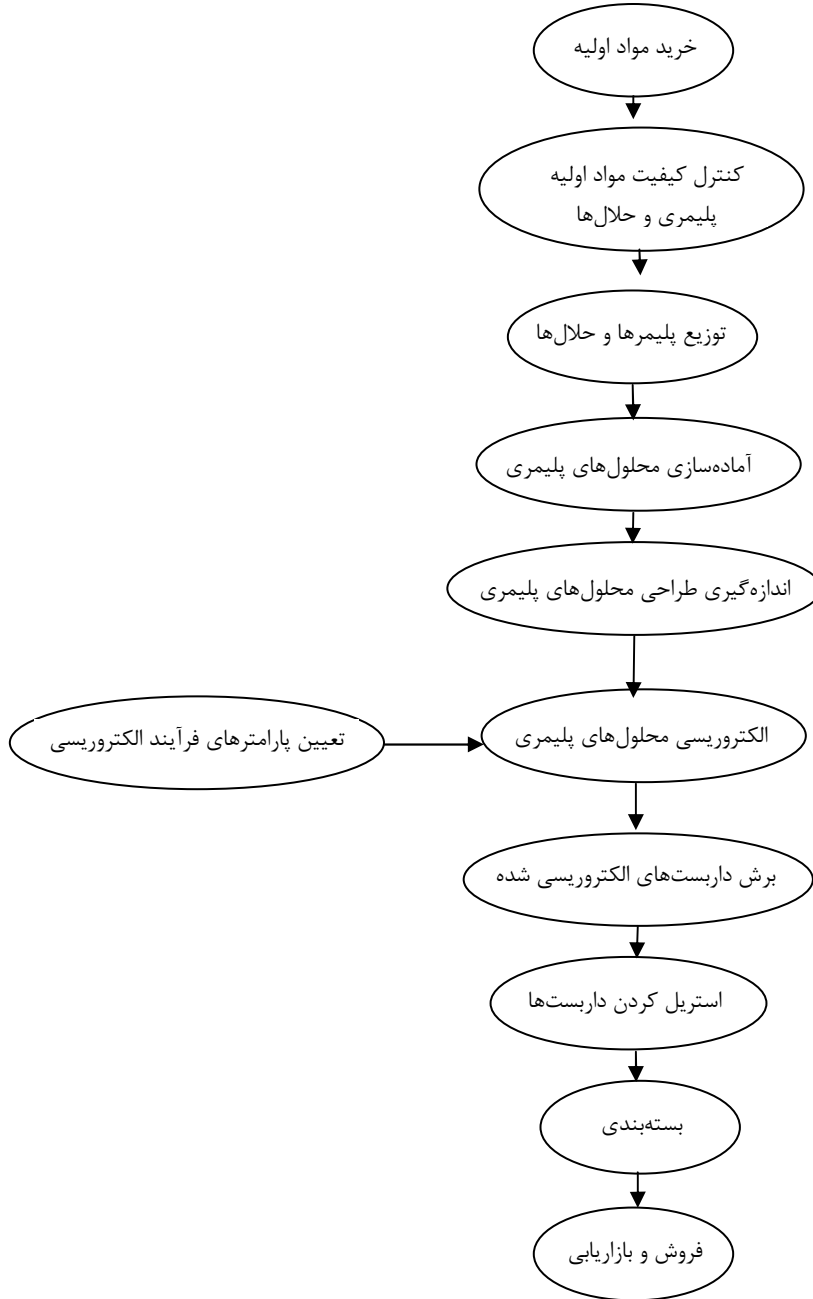 خرید مواد اولیه
کنترل کیفیت مواد اولیه
پلیمری و حلال‌ها
توزیع پلیمرها و حلال‌ها
آماده‌سازی محلول‌های پلیمری
اندازه‌گیری طراحی محلول‌های پلیمری
الکتروریسی محلول‌های پلیمری
تعیین پارامترهای فرآیند الکتروریسی
برش داربست‌های الکتروریسی شده
استریل کردن داربست‌ها
بسته‌بندی
فروش و بازاریابی